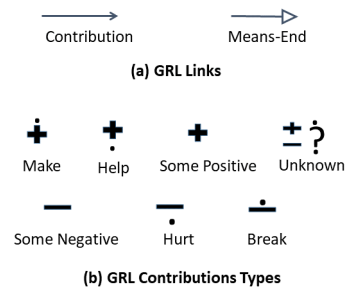 Contribution Means-End
(a) GRL Links
Make Help Some Positive Unknown
Some Negative Hurt Break
(b) GRL Contributions Types